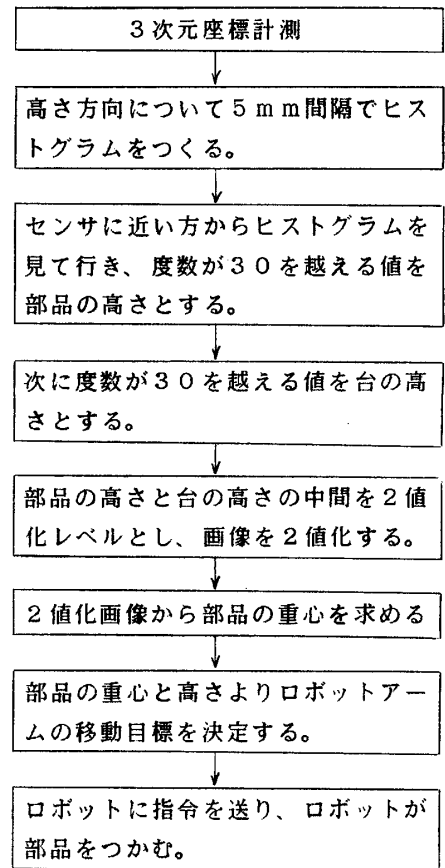 3次元座標計測
高さ方向について5mm間隔でヒス
トグラムをつくる。
センサに近い方からヒストグラムを
見て行き、度数が30を越える値を
部品の高さとする。
次に度数が30を越える値を台の高
さとする。
部品の高さと台の高さの中間を2値
化レベルとし、画像を2値化する。
2値化画像から部品の重心を求める
部品の重心と高さよりロボットアー
ムの移動目標を決定する。
ロボットに指令を送り、ロボットが
部品をつかむ。